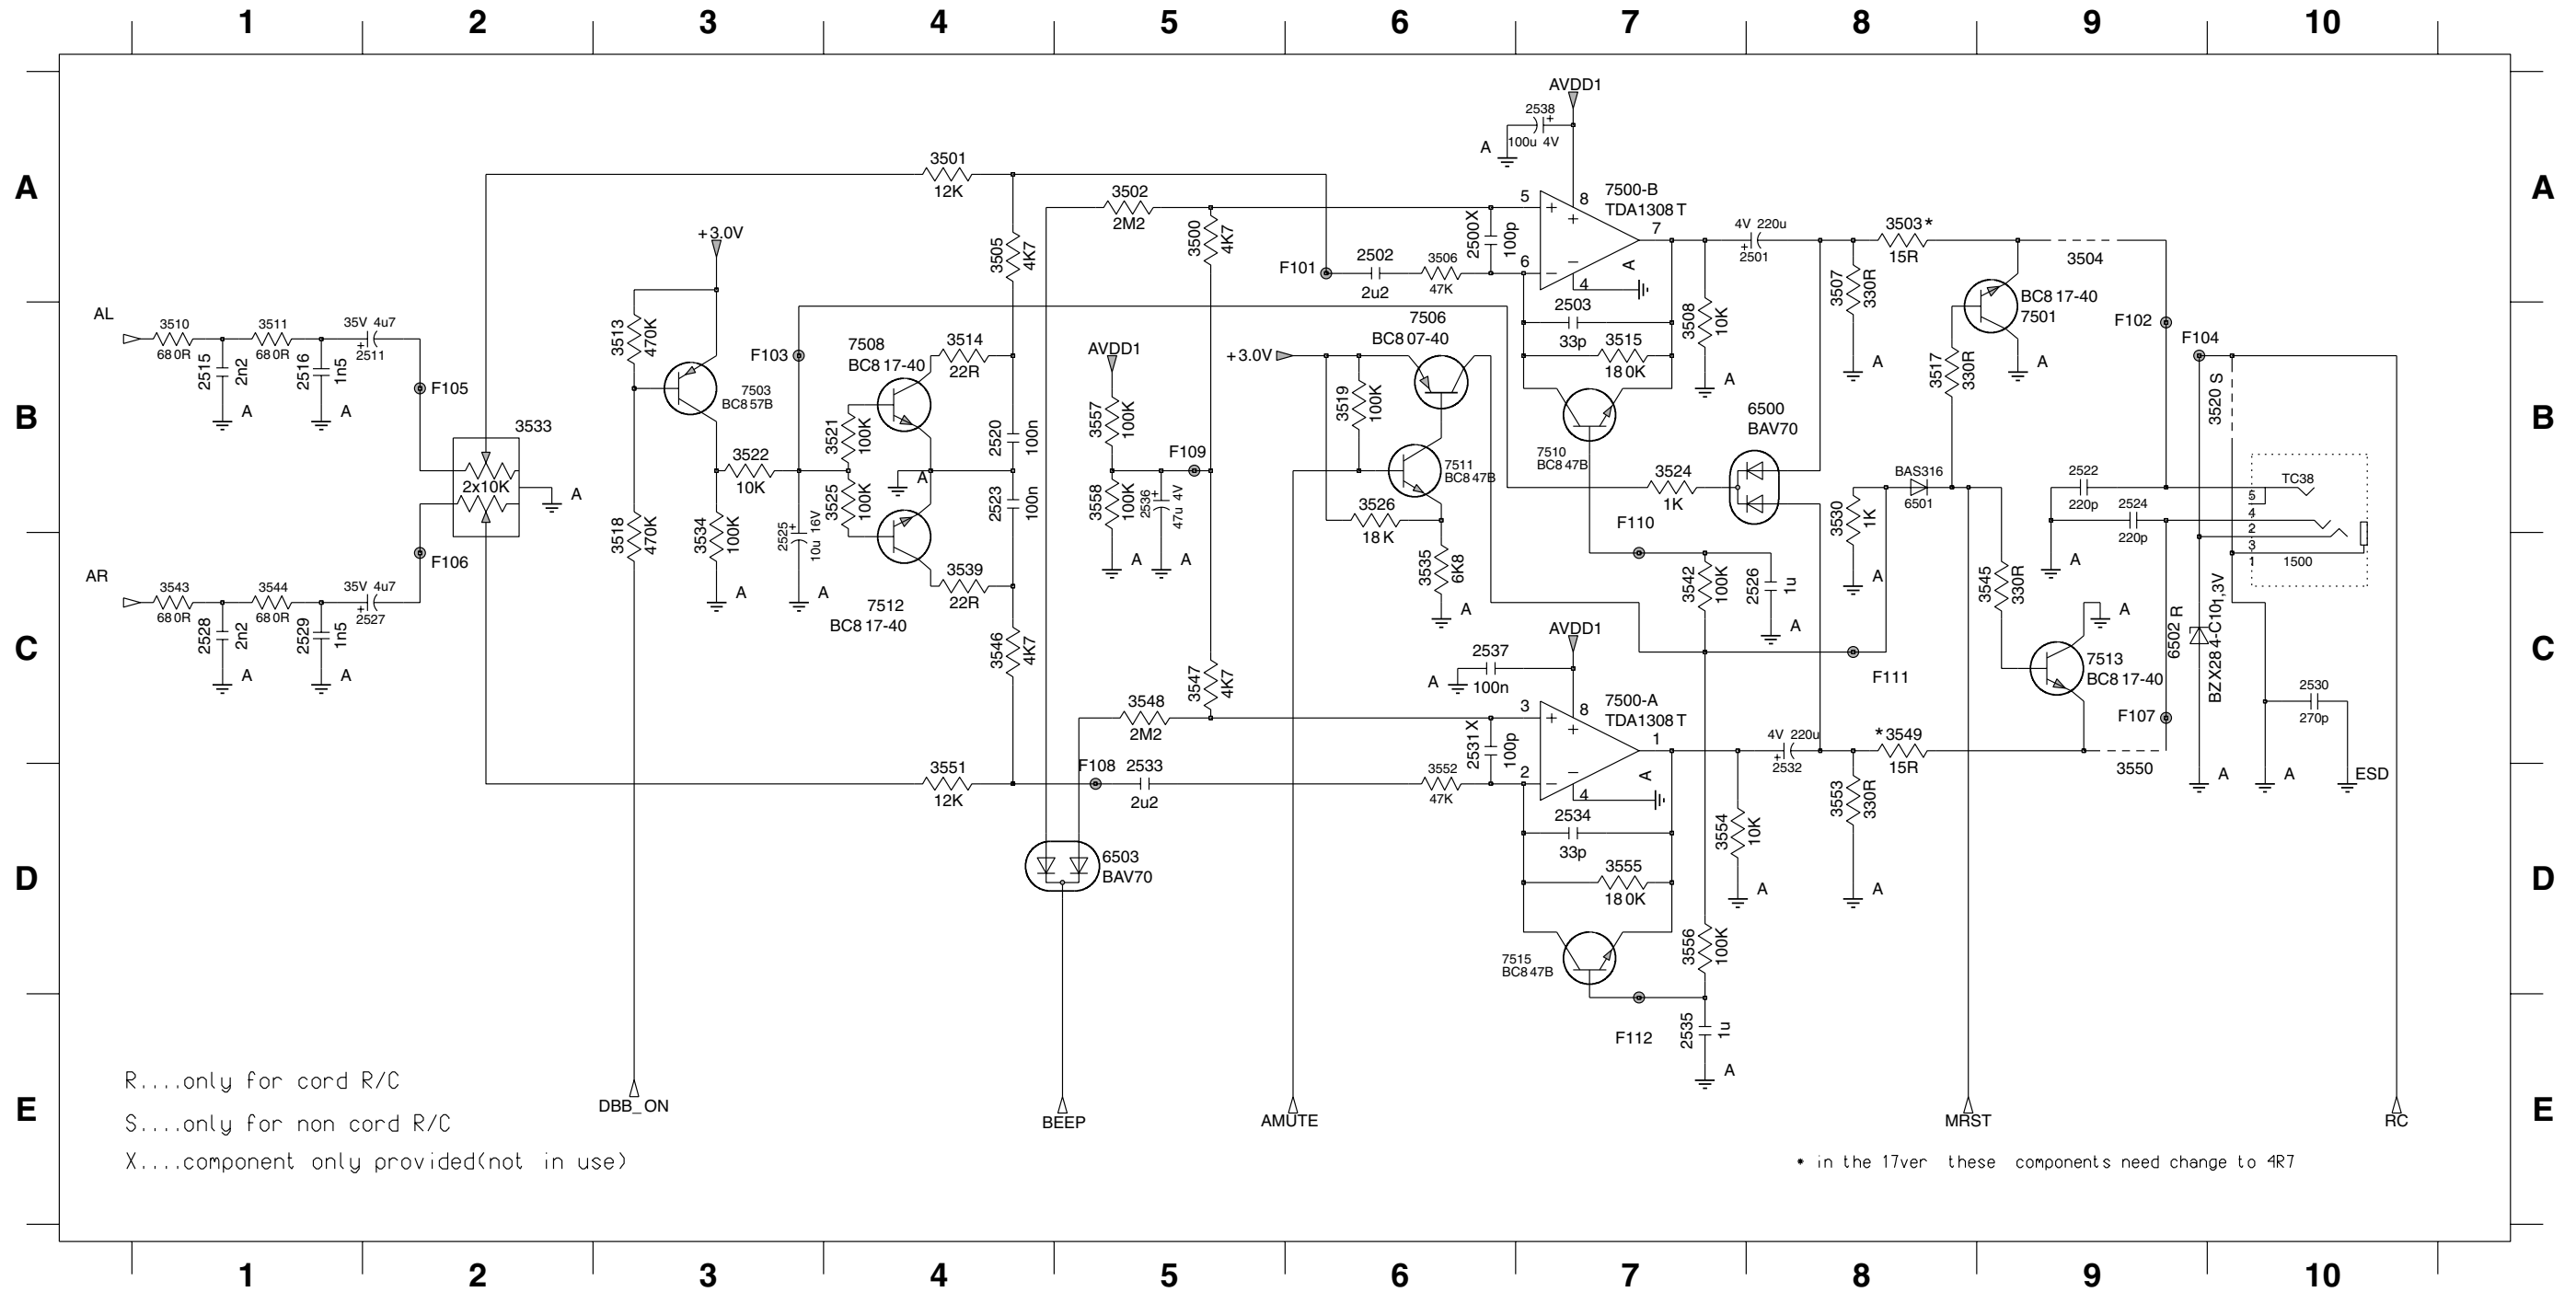 1 2 3 4 5 6 7 8 9 10
A
B
C
D
E
AL
3510
680R
3511
680R
35V 4u7
+
2511
2515
2n2
A
2516
1n5
A
F105
3533
2x10K
A
F106
AR
3543
680R
3544
680R
35V 4u7
+
2527
2528
2n2
A
2529
1n5
A
+3.0V
3513
470K
7503
BC857B
3518
470K
3522
10K
3534
100K
A
F103
2525
+
10u 16V
A
DBB_ON
3501
12K
7508
BC817-40
3514
22R
3521
100K
3525
100K
A
3539
22R
7512
BC817-40
3505
4K7
2520
100n
2523
100n
3546
4K7
3551
12K
3502
2M2
3500
4K7
AVDD1
3557
100K
F109
3558
100K
A
2536
+
47u 4V
A
3547
4K7
3548
2M2
F108
2533
2u2
6503
BAV70
BEEP
F101
2502
2u2
3506
47K
2500X
100p
+3.0V
7506
BC807-40
3519
100K
7511
BC847B
3526
18K
3535
6K8
A
AMUTE
A
2537
100n
2531X
100p
3552
47K
AVDD1
2538
+
100u 4V
A
5
+
8
+
7500-B
TDA1308T
7
6
−
−
4
A
2503
33p
3515
180K
7510
BC847B
3508
10K
A
3524
1K
F110
3542
100K
2526
1u
A
AVDD1
3
+
8
+
7500-A
TDA1308T
1
2
−
−
4
A
2534
33p
3555
180K
7515
BC847B
3554
10K
A
3556
100K
F112
2535
1u
A
4V 220u
+
2501
3503*
15R
3507
330R
A
6500
BAV70
BAS316
6501
3530
1K
A
F111
4V 220u
+
2532
*3549
15R
3553
330R
A
3504
BC817-40
7501
3517
330R
A
F102
F104
3520 S
2522
220p
2524
220p
A
3545
330R
7513
BC817-40
A
F107
3550
MRST
TC38
5
4
2
3
1
1500
6502 R
BZX284-C10
1,3V
A
2530
270p
A
ESD
RC
R....only for cord R/C
S....only for non cord R/C
X....component only provided(not in use)
* in the 17ver these components need change to 4R7
A
B
C
D
E
1 2 3 4 5 6 7 8 9 10